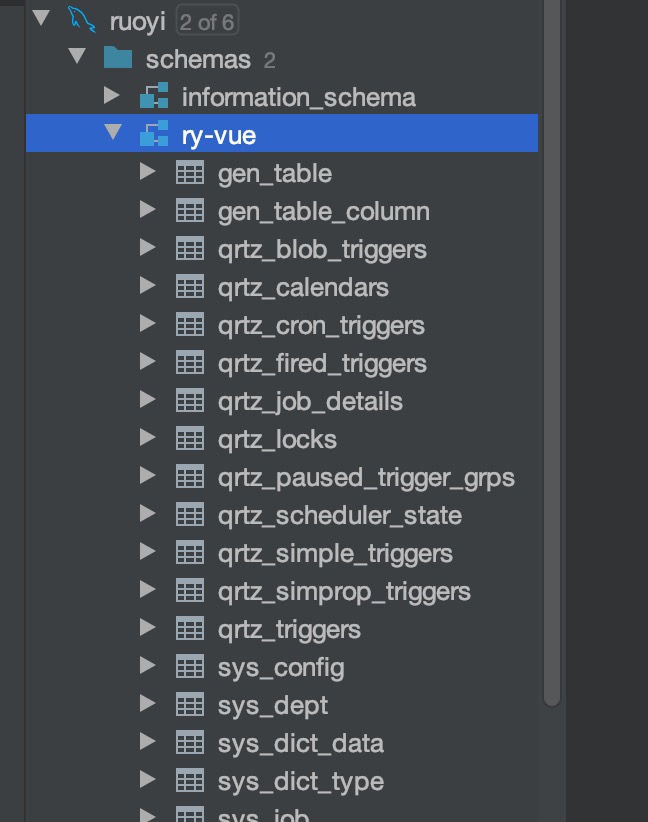 ruoyi 2 of 6
schemas 2
information_schema
ry-vue
gen_table
gen_table_column
qrtz_blob_triggers
qrtz_calendars
qrtz_cron_triggers
qrtz_fired_triggers
qrtz_job_details
qrtz_locks
qrtz_paused_trigger_grps
qrtz_scheduler_state
qrtz_simple_triggers
qrtz_simprop_triggers
qrtz_triggers
sys_config
sys_dept
sys_dict_data
sys_dict_type
sys_job